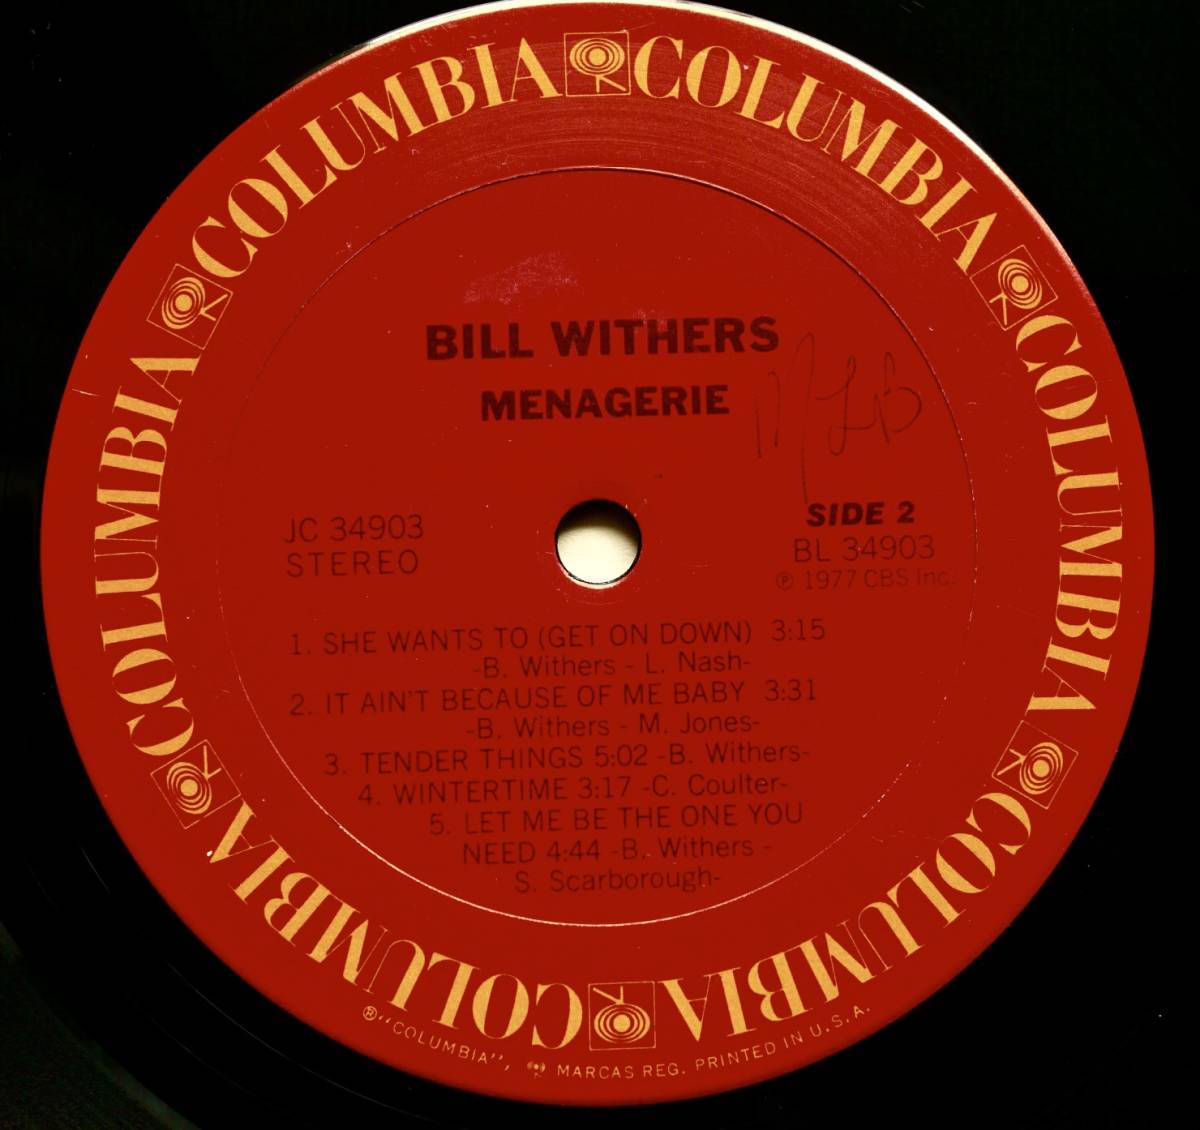 COLUMBIA COLUMBIA COLUMBIA COLUMBIA COLUMBIA COLUMBIA
BILL WITHERS
MENAGERIE
MLB
JC 34903
STEREO
SIDE 2
BL 34903
℗ 1977 CBS Inc.
1. SHE WANTS TO (GET ON DOWN) 3:15
-B. Withers - L. Nash-
2. IT AIN'T BECAUSE OF ME BABY 3:31
-B. Withers - M. Jones-
3. TENDER THINGS 5:02 -B. Withers-
4. WINTERTIME 3:17 -C. Coulter-
5. LET ME BE THE ONE YOU
NEED 4:44 -B. Withers -
S. Scarborough-
®"COLUMBIA", MARCAS REG. PRINTED IN U.S.A.